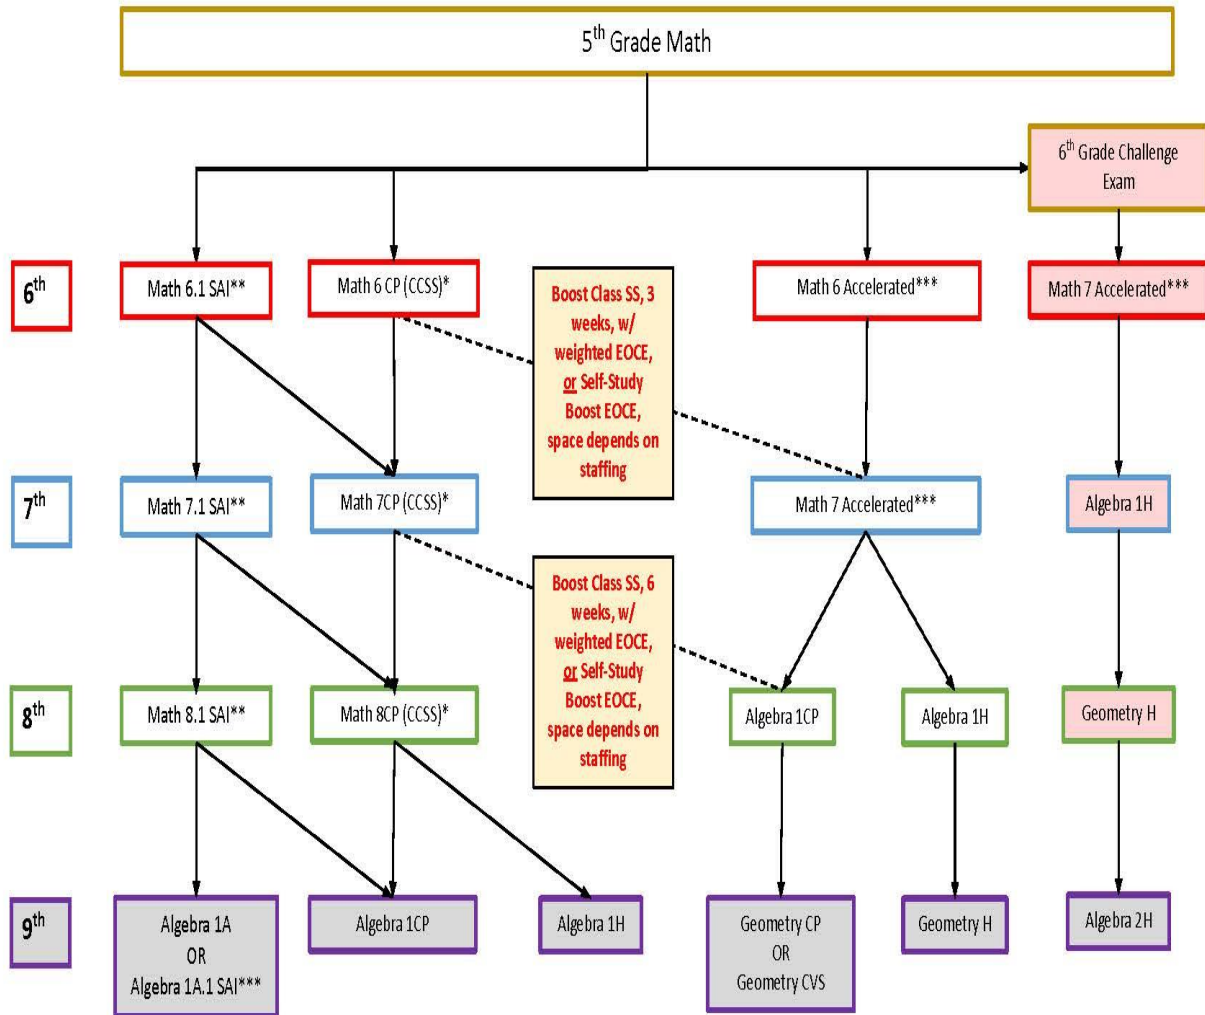 5th Grade Math
6th Grade Challenge
Exam
6th
Math 6.1 SAI**
Math 6 CP (CCSS)*
Boost Class SS, 3
weeks, w/
weighted EOCE,
or Self-Study
Boost EOCE,
space depends on
staffing
Math 6 Accelerated***
Math 7 Accelerated***
7th
Math 7.1 SAI**
Math 7CP (CCSS)*
Math 7 Accelerated***
Algebra 1H
Boost Class SS, 6
weeks, w/
weighted EOCE,
or Self-Study
Boost EOCE,
space depends on
staffing
8th
Math 8.1 SAI**
Math 8CP (CCSS)*
Algebra 1CP
Algebra 1H
Geometry H
9th
Algebra 1A
OR
Algebra 1A.1 SAI***
Algebra 1CP
Algebra 1H
Geometry CP
OR
Geometry CVS
Geometry H
Algebra 2H